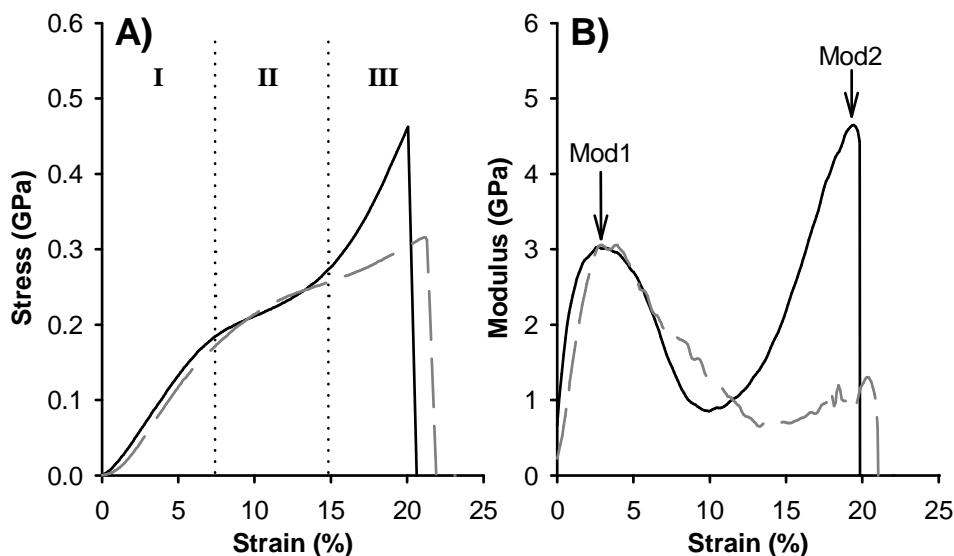 A)
I II III
0.6
0.5
0.4
0.3
0.2
0.1
0.0
0 5 10 15 20 25
Stress (GPa)
Strain (%)
B)
Mod1
Mod2
6
5
4
3
2
1
0
0 5 10 15 20 25
Modulus (GPa)
Strain (%)